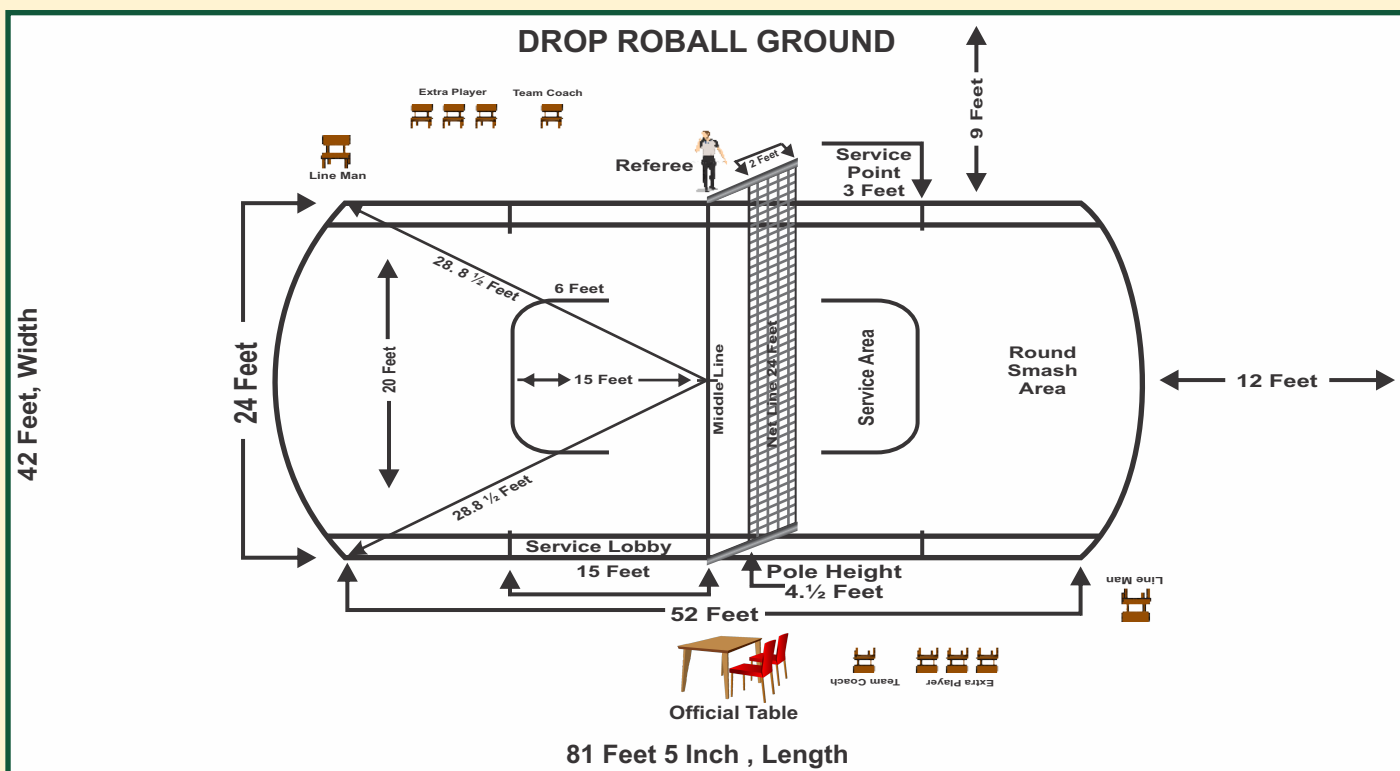 DROP ROBALL GROUND
9 Feet
Extra Player
Team Coach
Line Man
Referee
2 Feet
Service
Point
3 Feet
42 Feet, Width
24 Feet
28. 8 ½ Feet
20 Feet
28.8 ½ Feet
6 Feet
15 Feet
Middle Line
Net Line 24 Feet
Service Area
Round
Smash
Area
12 Feet
Service Lobby
15 Feet
Pole Height
4.½ Feet
52 Feet
Line Man
Official Table
Team Coach
Extra Player
81 Feet 5 Inch , Length